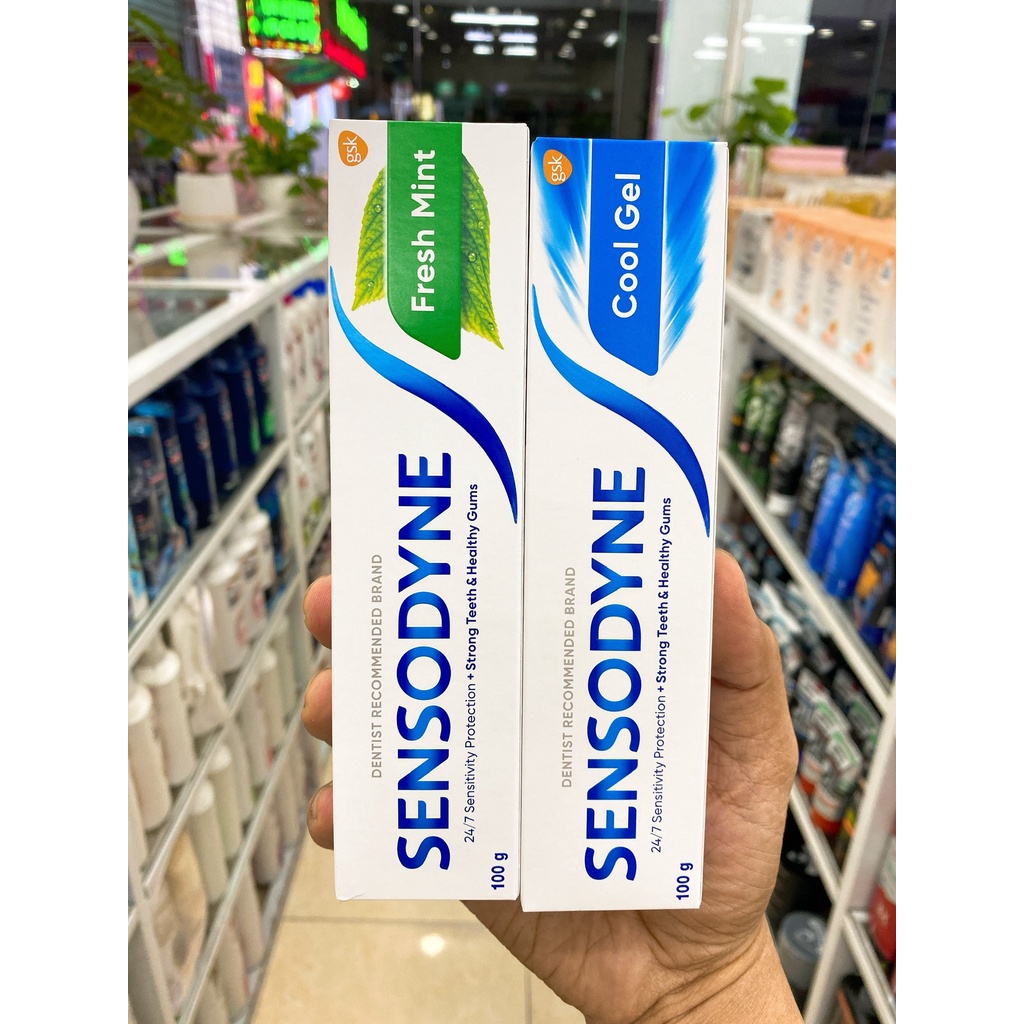 gsk
Fresh Mint
DENTIST RECOMMENDED BRAND
SENSODYNE
24/7 Sensitivity Protection + Strong Teeth & Healthy Gums
100 g
gsk
Cool Gel
DENTIST RECOMMENDED BRAND
SENSODYNE
24/7 Sensitivity Protection + Strong Teeth & Healthy Gums
100 g